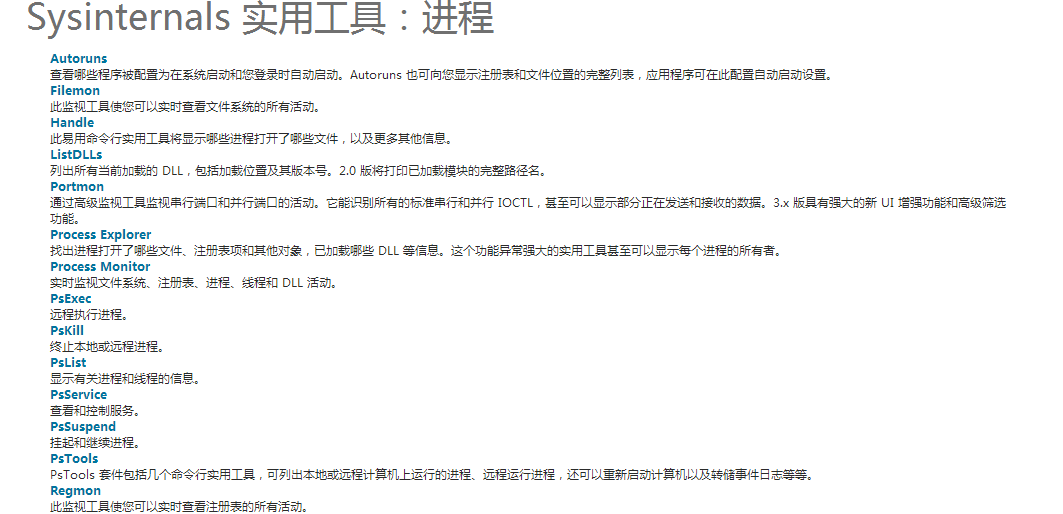 Sysinternals 实用工具：进程
Autoruns
查看哪些程序被配置为在系统启动和您登录时自动启动。Autoruns 也可向您显示注册表和文件位置的完整列表，应用程序可在此配置自动启动设置。
Filemon
此监视工具使您可以实时查看文件系统的所有活动。
Handle
此易用命令行实用工具将显示哪些进程打开了哪些文件，以及更多其他信息。
ListDLLs
列出所有当前加载的 DLL，包括加载位置及其版本号。2.0 版将打印已加载模块的完整路径名。
Portmon
通过高级监视工具监视串行端口和并行端口的活动。它能识别所有的标准串行和并行 IOCTL，甚至可以显示部分正在发送和接收的数据。3.x 版具有强大的新 UI 增强功能和高级筛选
功能。
Process Explorer
找出进程打开了哪些文件、注册表项和其他对象，已加载哪些 DLL 等信息。这个功能异常强大的实用工具甚至可以显示每个进程的所有者。
Process Monitor
实时监视文件系统、注册表、进程、线程和 DLL 活动。
PsExec
远程执行进程。
PsKill
终止本地或远程进程。
PsList
显示有关进程和线程的信息。
PsService
查看和控制服务。
PsSuspend
挂起和继续进程。
PsTools
PsTools 套件包括几个命令行实用工具，可列出本地或远程计算机上运行的进程、远程运行进程，还可以重新启动计算机以及转储事件日志等等。
Regmon
此监视工具使您可以实时查看注册表的所有活动。